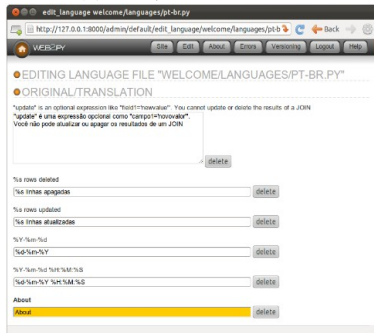 edit_language welcome/languages/pt-br.py
http://127.0.0.1:8000/admin/default/edit_language/welcome/languages/pt-b
Back
WEB2PY
Site Edit About Errors Versioning Logout Help
EDITING LANGUAGE FILE "WELCOME/LANGUAGES/PT-BR.PY"
ORIGINAL/TRANSLATION
"update" is an optional expression like "field1='newvalue'". You cannot update or delete the results of a JOIN
"update" é uma expressão opcional como "campo1='novovalor'".
Você não pode atualizar ou apagar os resultados de um JOIN
delete
%s rows deleted
%s linhas apagadas delete
%s rows updated
%s linhas atualizadas delete
%Y-%m-%d
%d-%m-%Y delete
%Y-%m-%d %H:%M:%S
%d-%m-%Y %H:%M:%S delete
About
About delete